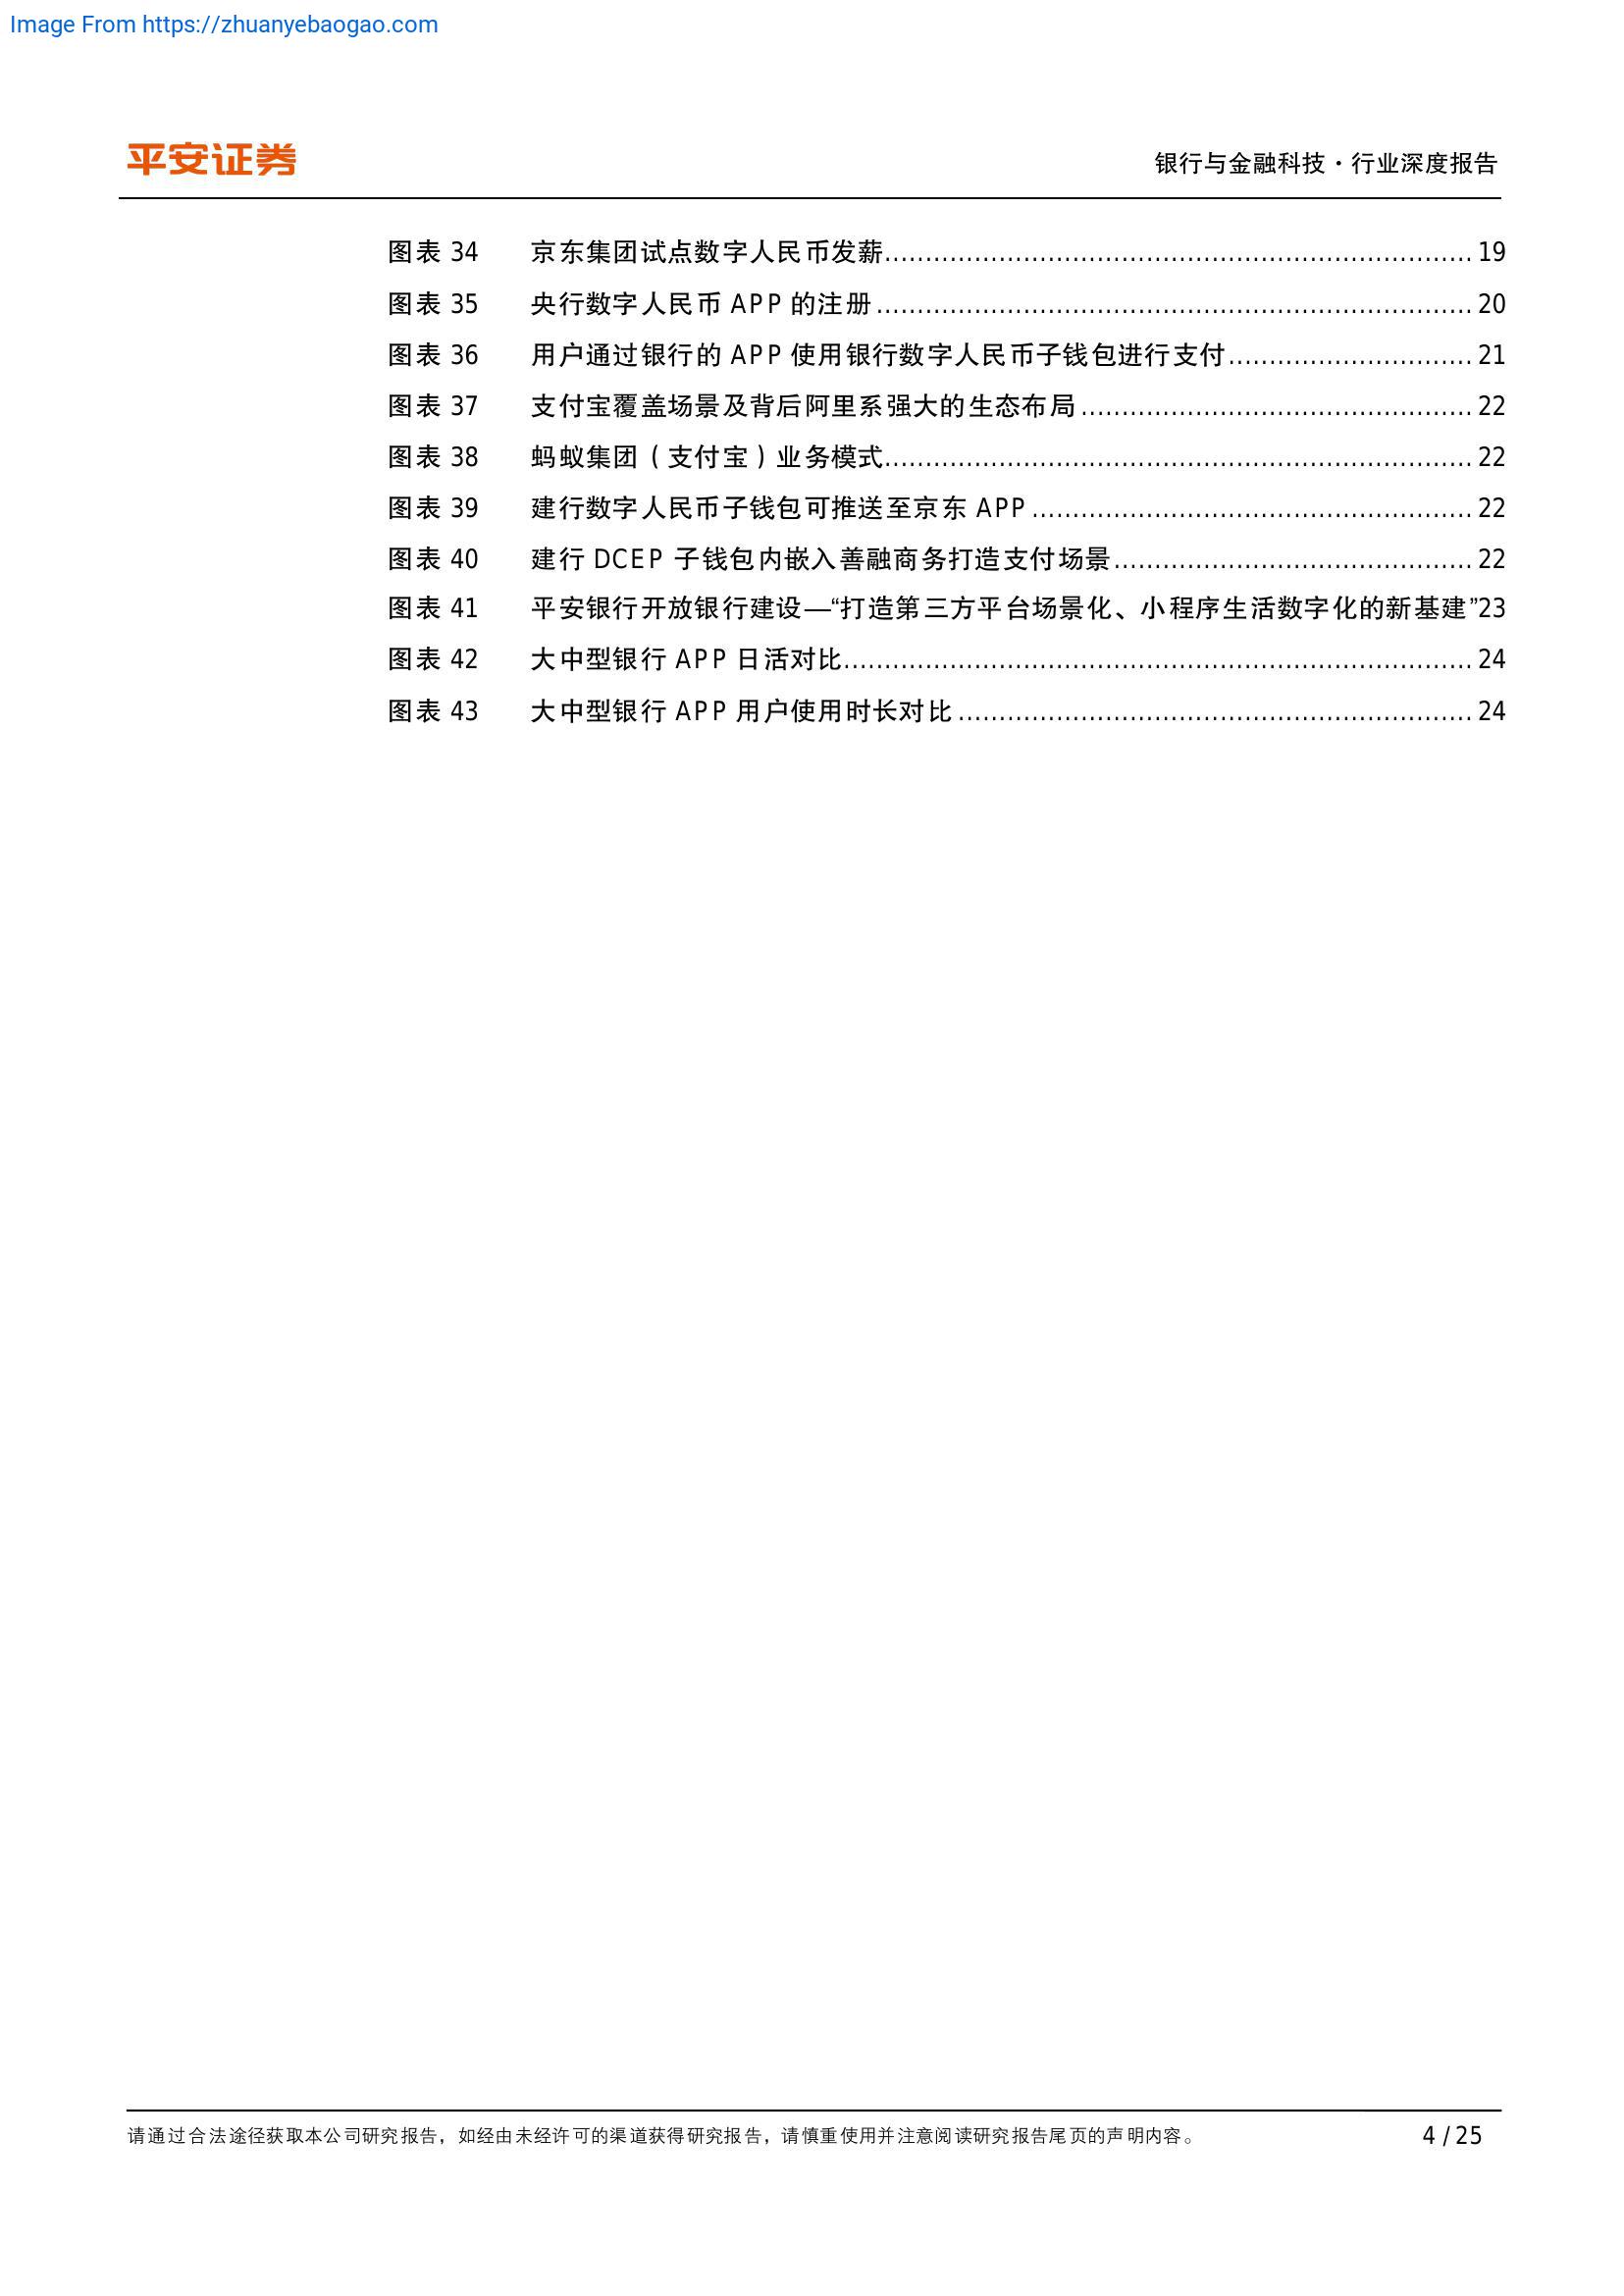 Image From https://zhuanyebaogao.com
平安证券
银行与金融科技·行业深度报告
图表 34 京东集团试点数字人民币发薪 19
图表 35 央行数字人民币 APP 的注册 20
图表 36 用户通过银行的 APP 使用银行数字人民币子钱包进行支付 21
图表 37 支付宝覆盖场景及背后阿里系强大的生态布局 22
图表 38 蚂蚁集团（支付宝）业务模式 22
图表 39 建行数字人民币子钱包可推送至京东 APP 22
图表 40 建行 DCEP 子钱包内嵌入善融商务打造支付场景 22
图表 41 平安银行开放银行建设—“打造第三方平台场景化、小程序生活数字化的新基建”23
图表 42 大中型银行 APP 日活对比 24
图表 43 大中型银行 APP 用户使用时长对比 24
请通过合法途径获取本公司研究报告，如经由未经许可的渠道获得研究报告，请慎重使用并注意阅读研究报告尾页的声明内容。
4 / 25